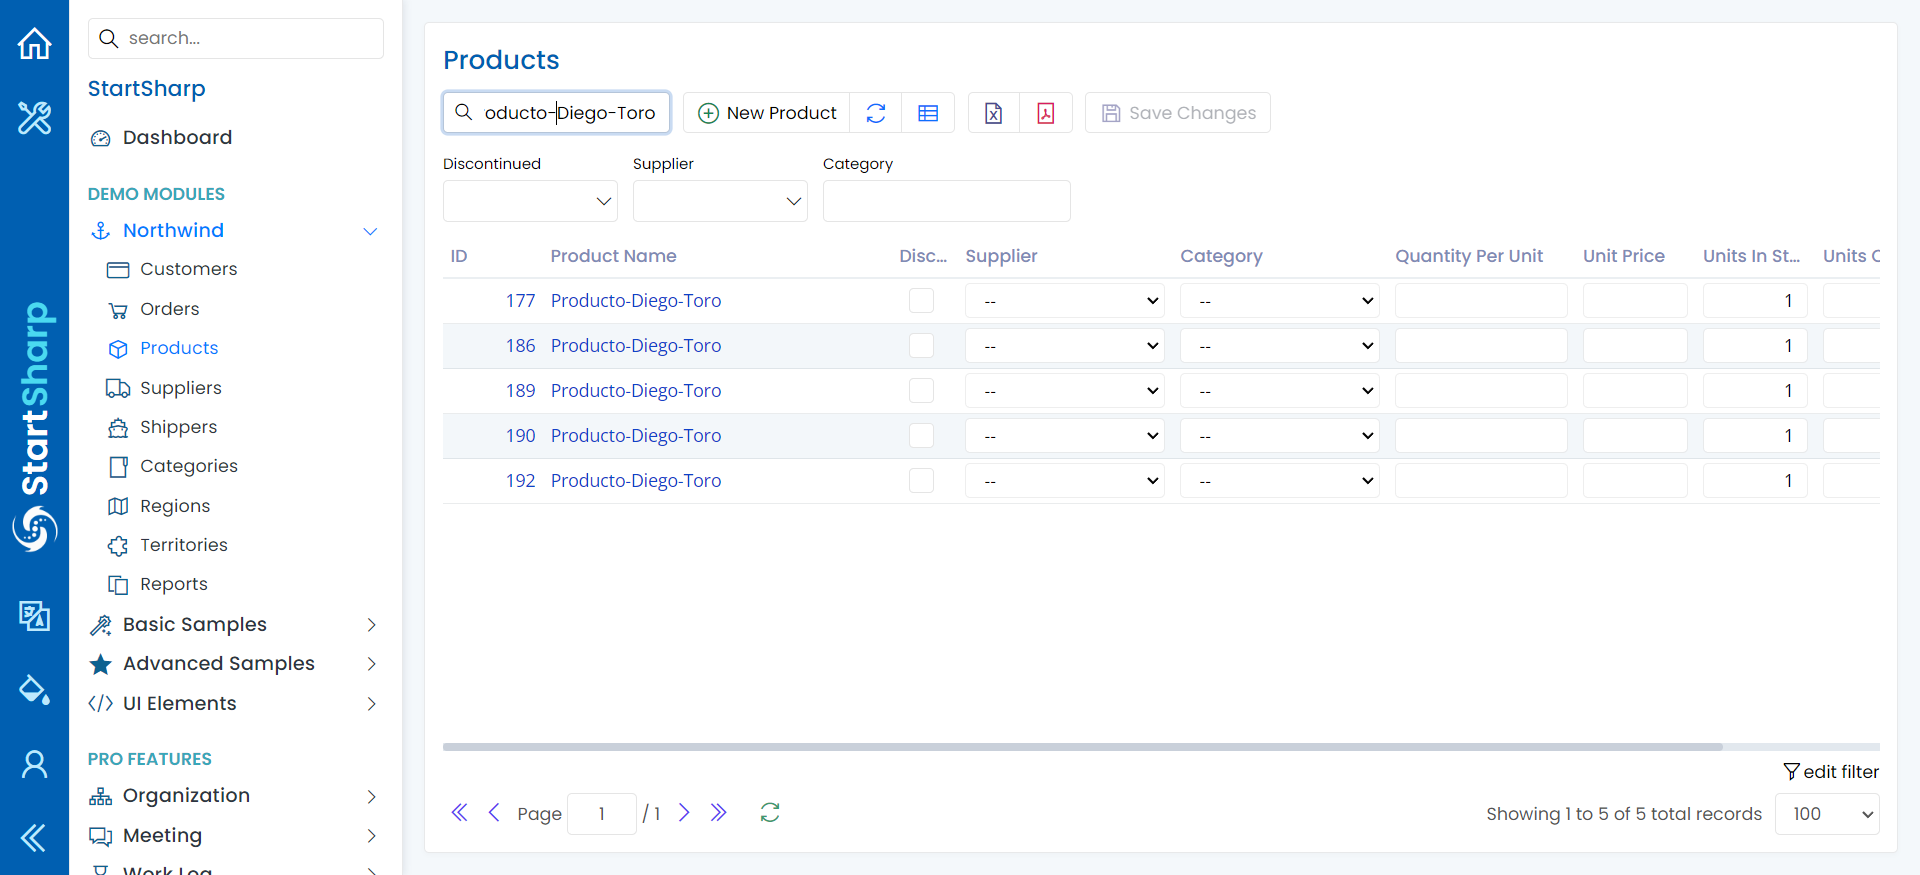 search...
StartSharp
Dashboard
DEMO MODULES
Northwind
Customers
Orders
Products
Suppliers
Shippers
Categories
Regions
Territories
Reports
Basic Samples
Advanced Samples
UI Elements
PRO FEATURES
Organization
Meeting
Work Log
StartSharp
Products
oducto-Diego-Toro
New Product
Save Changes
Discontinued Supplier Category
ID Product Name Disc... Supplier Category Quantity Per Unit Unit Price Units In St... Units O
177 Producto-Diego-Toro -- -- 1
186 Producto-Diego-Toro -- -- 1
189 Producto-Diego-Toro -- -- 1
190 Producto-Diego-Toro -- -- 1
192 Producto-Diego-Toro -- -- 1
edit filter
Page 1 / 1
Showing 1 to 5 of 5 total records 100